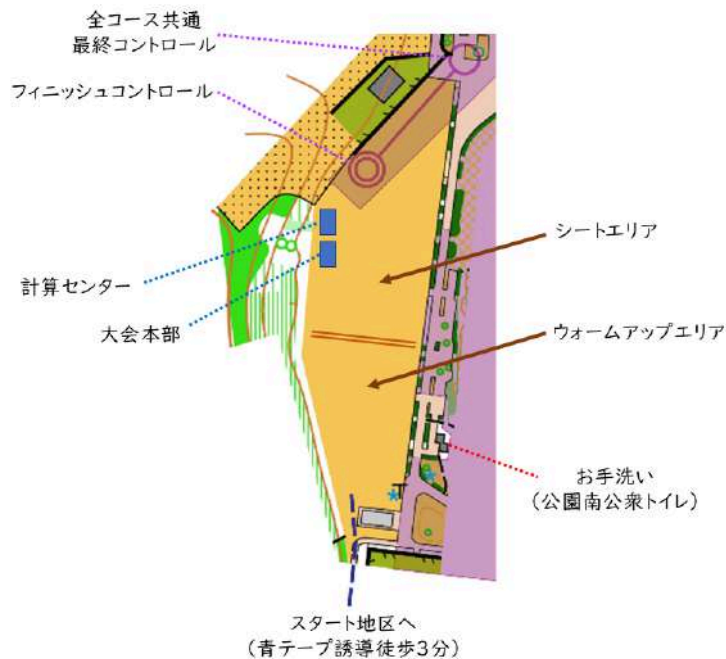 全コース共通
最終コントロール
フィニッシュコントロール
シートエリア
計算センター
大会本部
ウォームアップエリア
お手洗い
(公園南公衆トイレ)
スタート地区へ
(青テープ誘導徒歩3分)